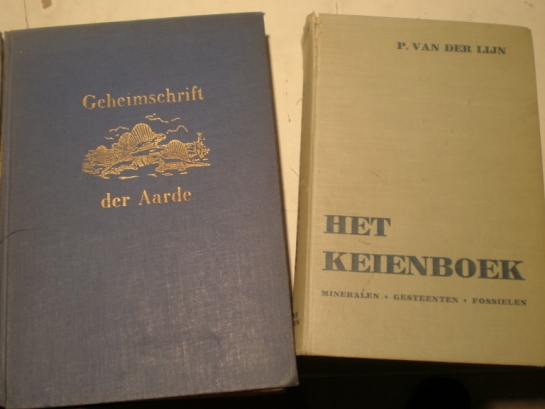 Geheimschrift
der Aarde
P. VAN DER LIJN
HET
KEIENBOEK
MINERALEN • GESTEENTEN • FOSSIELEN